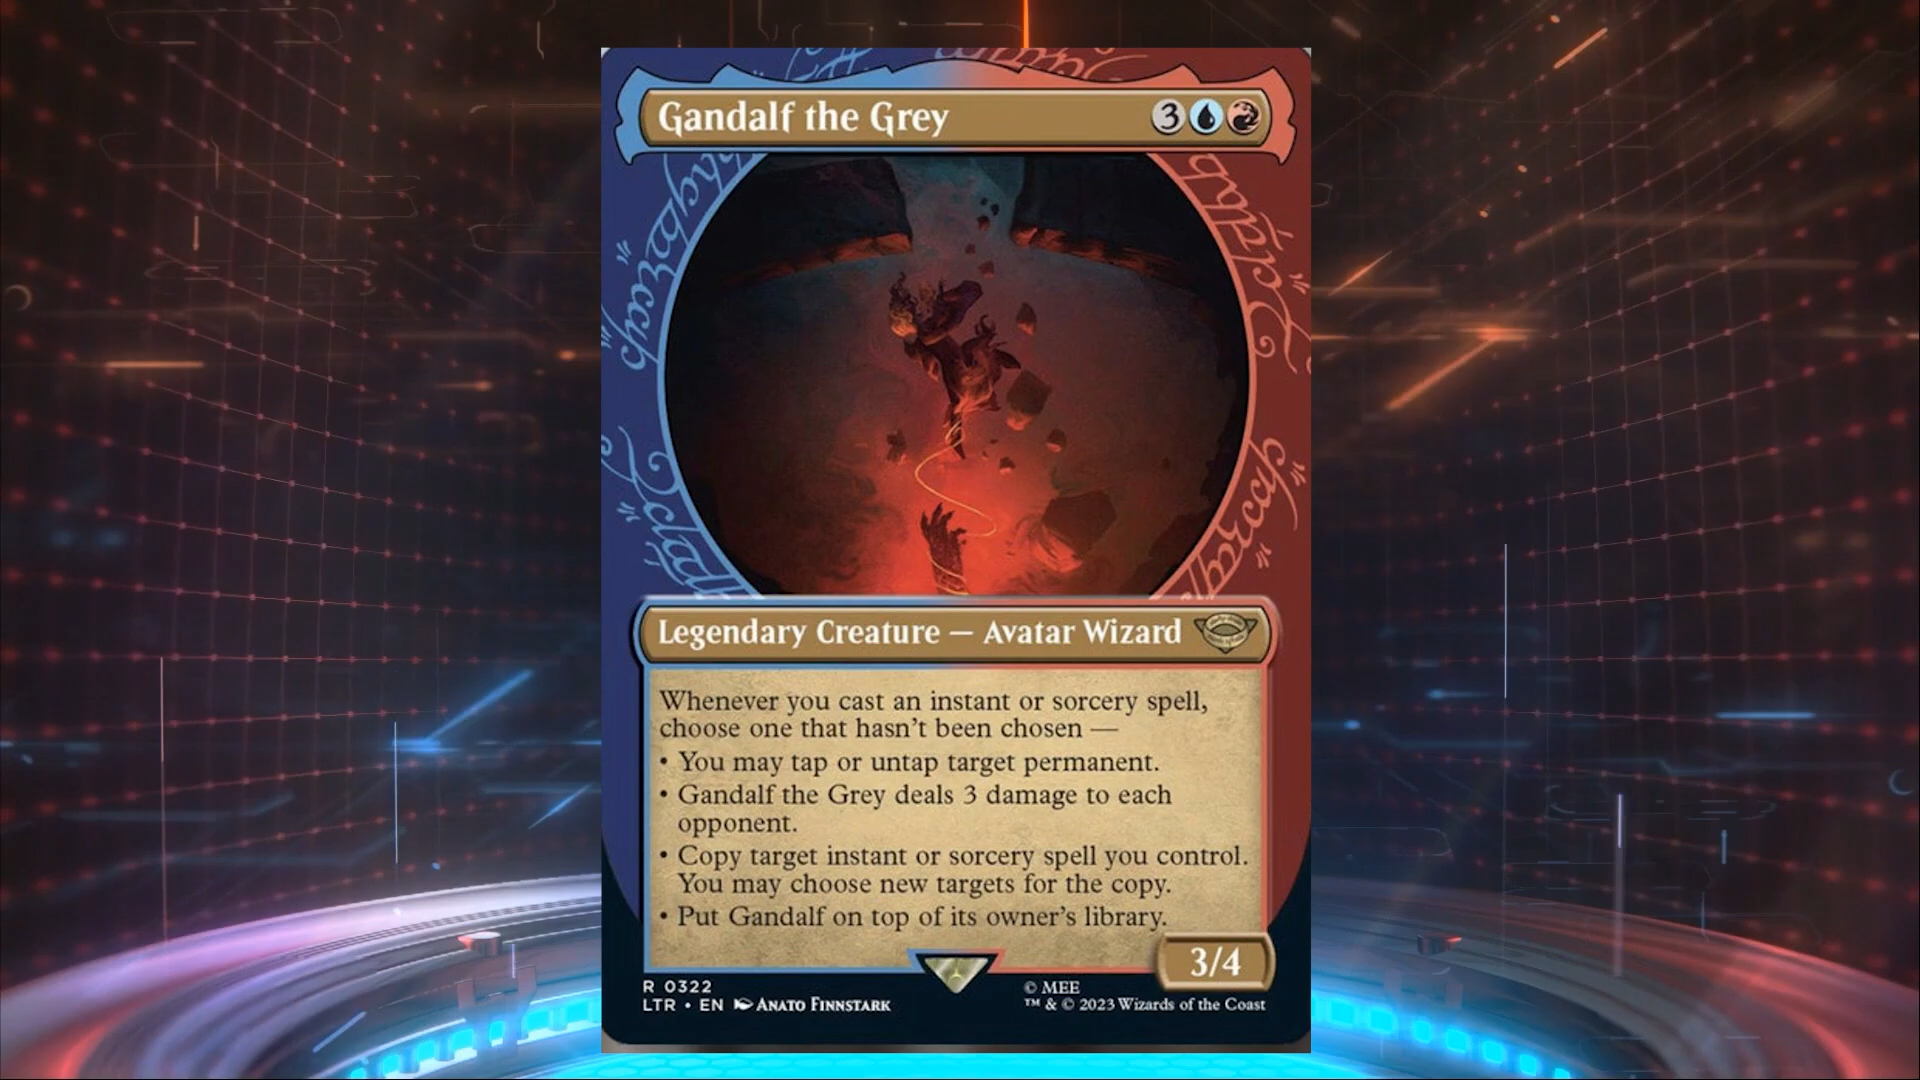 Gandalf the Grey 3
Legendary Creature — Avatar Wizard
Whenever you cast an instant or sorcery spell,
choose one that hasn't been chosen —
• You may tap or untap target permanent.
• Gandalf the Grey deals 3 damage to each
opponent.
• Copy target instant or sorcery spell you control.
You may choose new targets for the copy.
• Put Gandalf on top of its owner's library.
3/4
R 0322
LTR • EN Anato Finnstark
© MEE
™ & © 2023 Wizards of the Coast